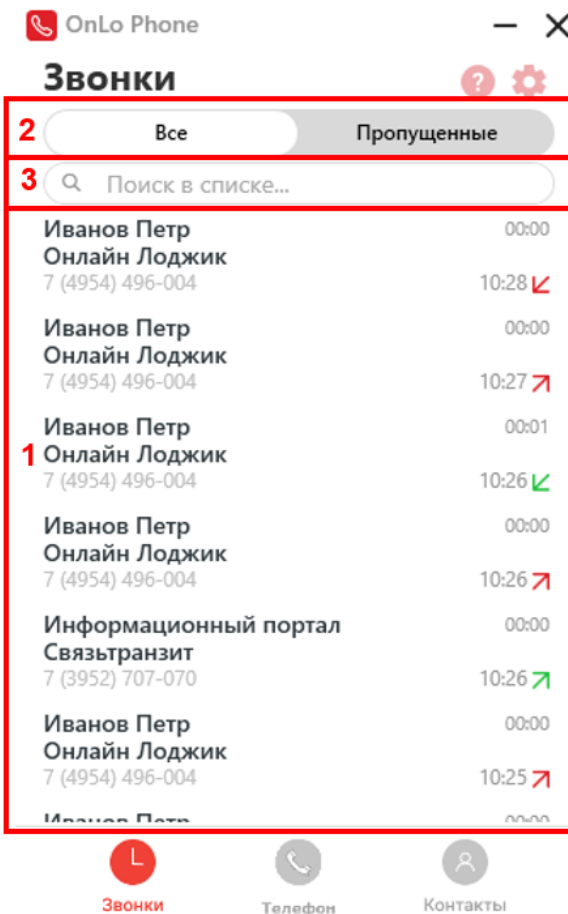 OnLo Phone
Звонки
?
2 Все Пропущенные
3 Поиск в списке...
Иванов Петр 00:00
Онлайн Лоджик
7 (4954) 496-004 10:28
Иванов Петр 00:00
Онлайн Лоджик
7 (4954) 496-004 10:27
Иванов Петр 00:01
1 Онлайн Лоджик
7 (4954) 496-004 10:26
Иванов Петр 00:00
Онлайн Лоджик
7 (4954) 496-004 10:26
Информационный портал 00:00
Связьтранзит
7 (3952) 707-070 10:26
Иванов Петр 00:00
Онлайн Лоджик
7 (4954) 496-004 10:25
Иванов Петр 00:00
Звонки Телефон Контакты